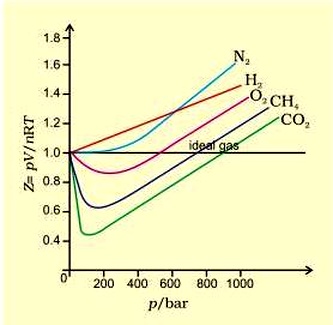 1.8
N₂
1.6
H₂
1.4
O₂
CH₄
1.2
CO₂
ideal gas
1.0
0.8
0.6
0.4
0
200 400 600 800 1000
Z= pV/nRT
p/bar